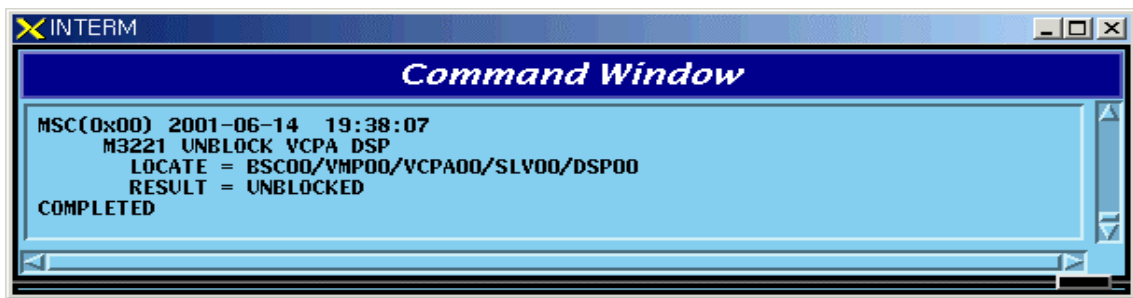 INTERM
Command Window
MSC(0x00) 2001-06-14 19:38:07
M3221 UNBLOCK VCPA DSP
LOCATE = BSC00/VMP00/VCPA00/SLV00/DSP00
RESULT = UNBLOCKED
COMPLETED